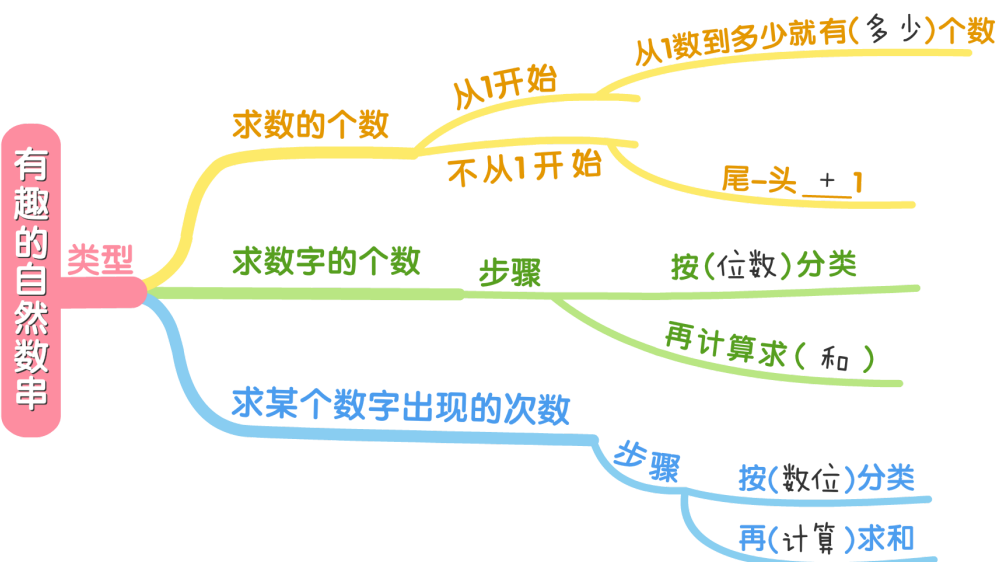 有趣的自然数串
类型
求数的个数
从1开始
从1数到多少就有(多少)个数
不从1开始
尾-头 + 1
求数字的个数
步骤
按(位数)分类
再计算求(和)
求某个数字出现的次数
步骤
按(数位)分类
再(计算)求和